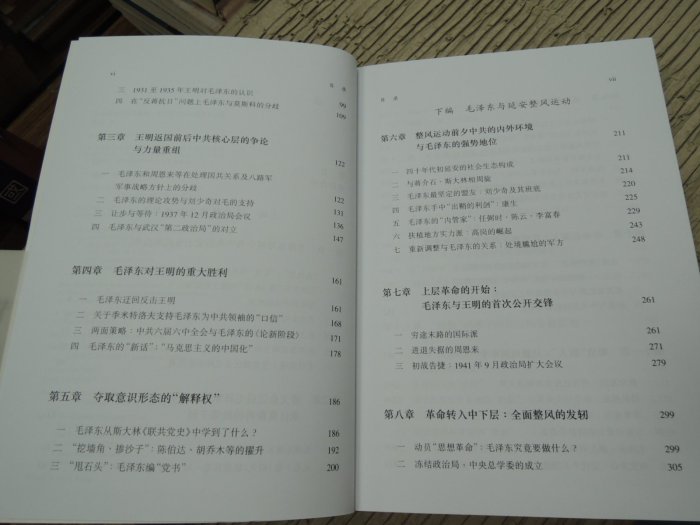 vi
目 录
三 1931 至 1935 年王明对毛泽东的认识 99
四 在“反蒋抗日”问题上毛泽东与莫斯科的分歧 109
第三章 王明返国前后中共核心层的争论
与力量重组 122
一 毛泽东和周恩来等在处理国共关系及八路军
军事战略方针上的分歧 122
二 毛泽东的理论攻势与刘少奇对毛的支持 131
三 让步与等待：1937 年 12 月政治局会议 136
四 毛泽东与武汉“第二政治局”的对立 147
第四章 毛泽东对王明的重大胜利 161
一 毛泽东迂回反击王明 161
二 关于季米特洛夫支持毛泽东为中共领袖的“口信” 168
三 两面策略：中共六届六中全会与毛泽东的《论新阶段》 171
四 毛泽东的“新话”：“马克思主义的中国化” 178
第五章 夺取意识形态的“解释权” 186
一 毛泽东从斯大林《联共党史》中学到了什么？ 186
二 “挖墙角、掺沙子”：陈伯达、胡乔木等的擢升 192
三 “甩石头”：毛泽东编“党书” 200
目 录
vii
下编 毛泽东与延安整风运动
第六章 整风运动前夕中共的内外环境
与毛泽东的强势地位 211
一 四十年代初延安的社会生态构成 211
二 与蒋介石、斯大林相周旋 214
三 毛泽东最坚定的盟友：刘少奇及其班底 220
四 毛泽东手中“出鞘的利剑”：康生 229
五 毛泽东的“内管家”：任弼时、陈云、李富春 229
六 扶植地方实力派：高岗的崛起 243
七 重新调整与毛泽东的关系：处境尴尬的军方 248
第七章 上层革命的开始：
毛泽东与王明的首次公开交锋 261
一 穷途末路的国际派 261
二 进退失据的周恩来 271
三 初战告捷：1941 年 9 月政治局扩大会议 279
第八章 革命转入中下层：全面整风的发轫 299
一 动员“思想革命”：毛泽东究竟要做什么？ 299
二 冻结政治局，中央总学委的成立 305